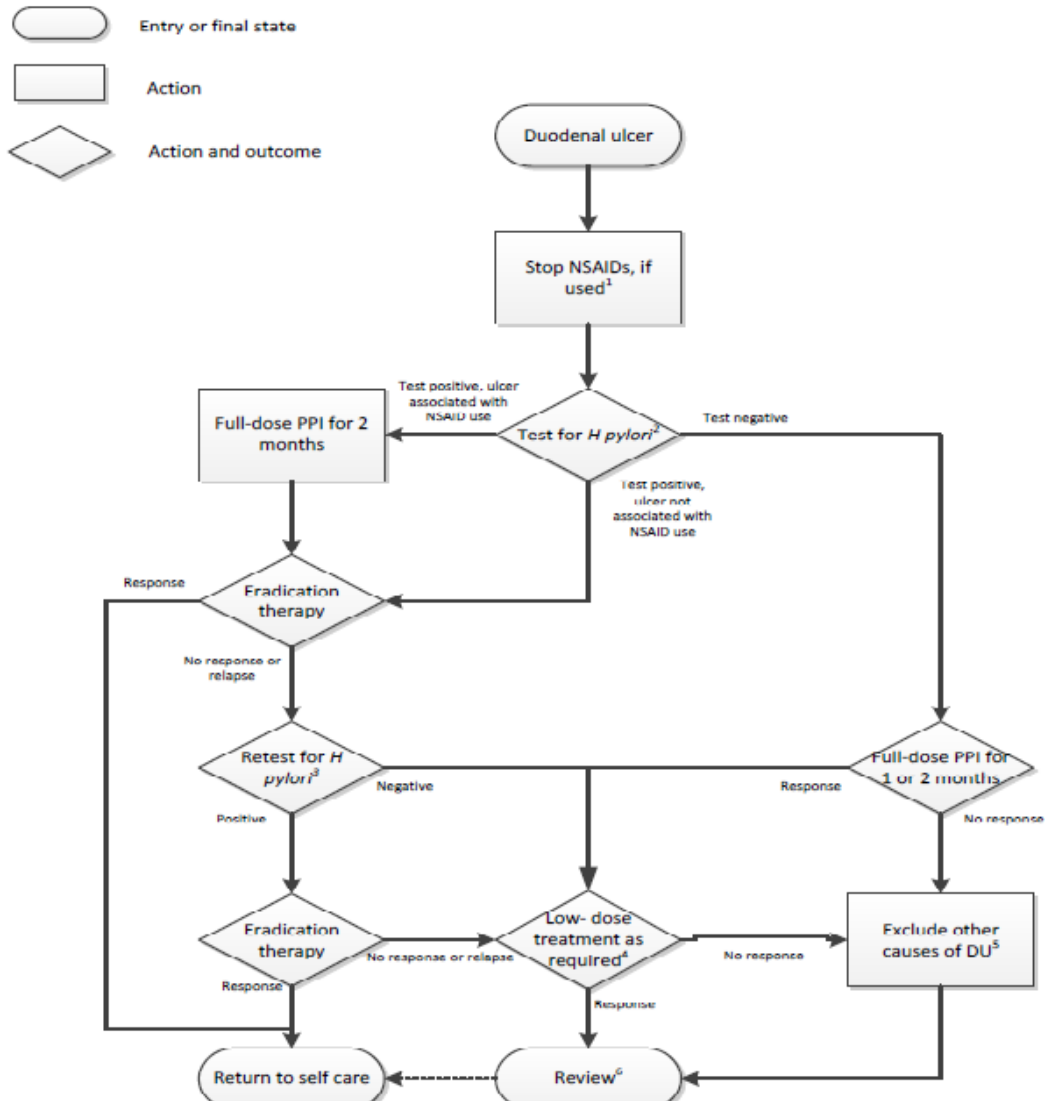 Entry or final state
Action
Action and outcome
Duodenal ulcer
Stop NSAIDs, if
used1
Test positive, ulcer
associated with
NSAID use
Full-dose PPI for 2
months
Test for H pylori2
Test negative
Test positive,
ulcer not
associated with
NSAID use
Response
Eradication
therapy
No response or
relapse
Retest for H
pylori3
Negative
Positive
Full-dose PPI for
1 or 2 months
Response
No response
Eradication
therapy
No response or relapse
Response
Low- dose
treatment as
required4
No response
Response
Exclude other
causes of DU5
Return to self care
Review6